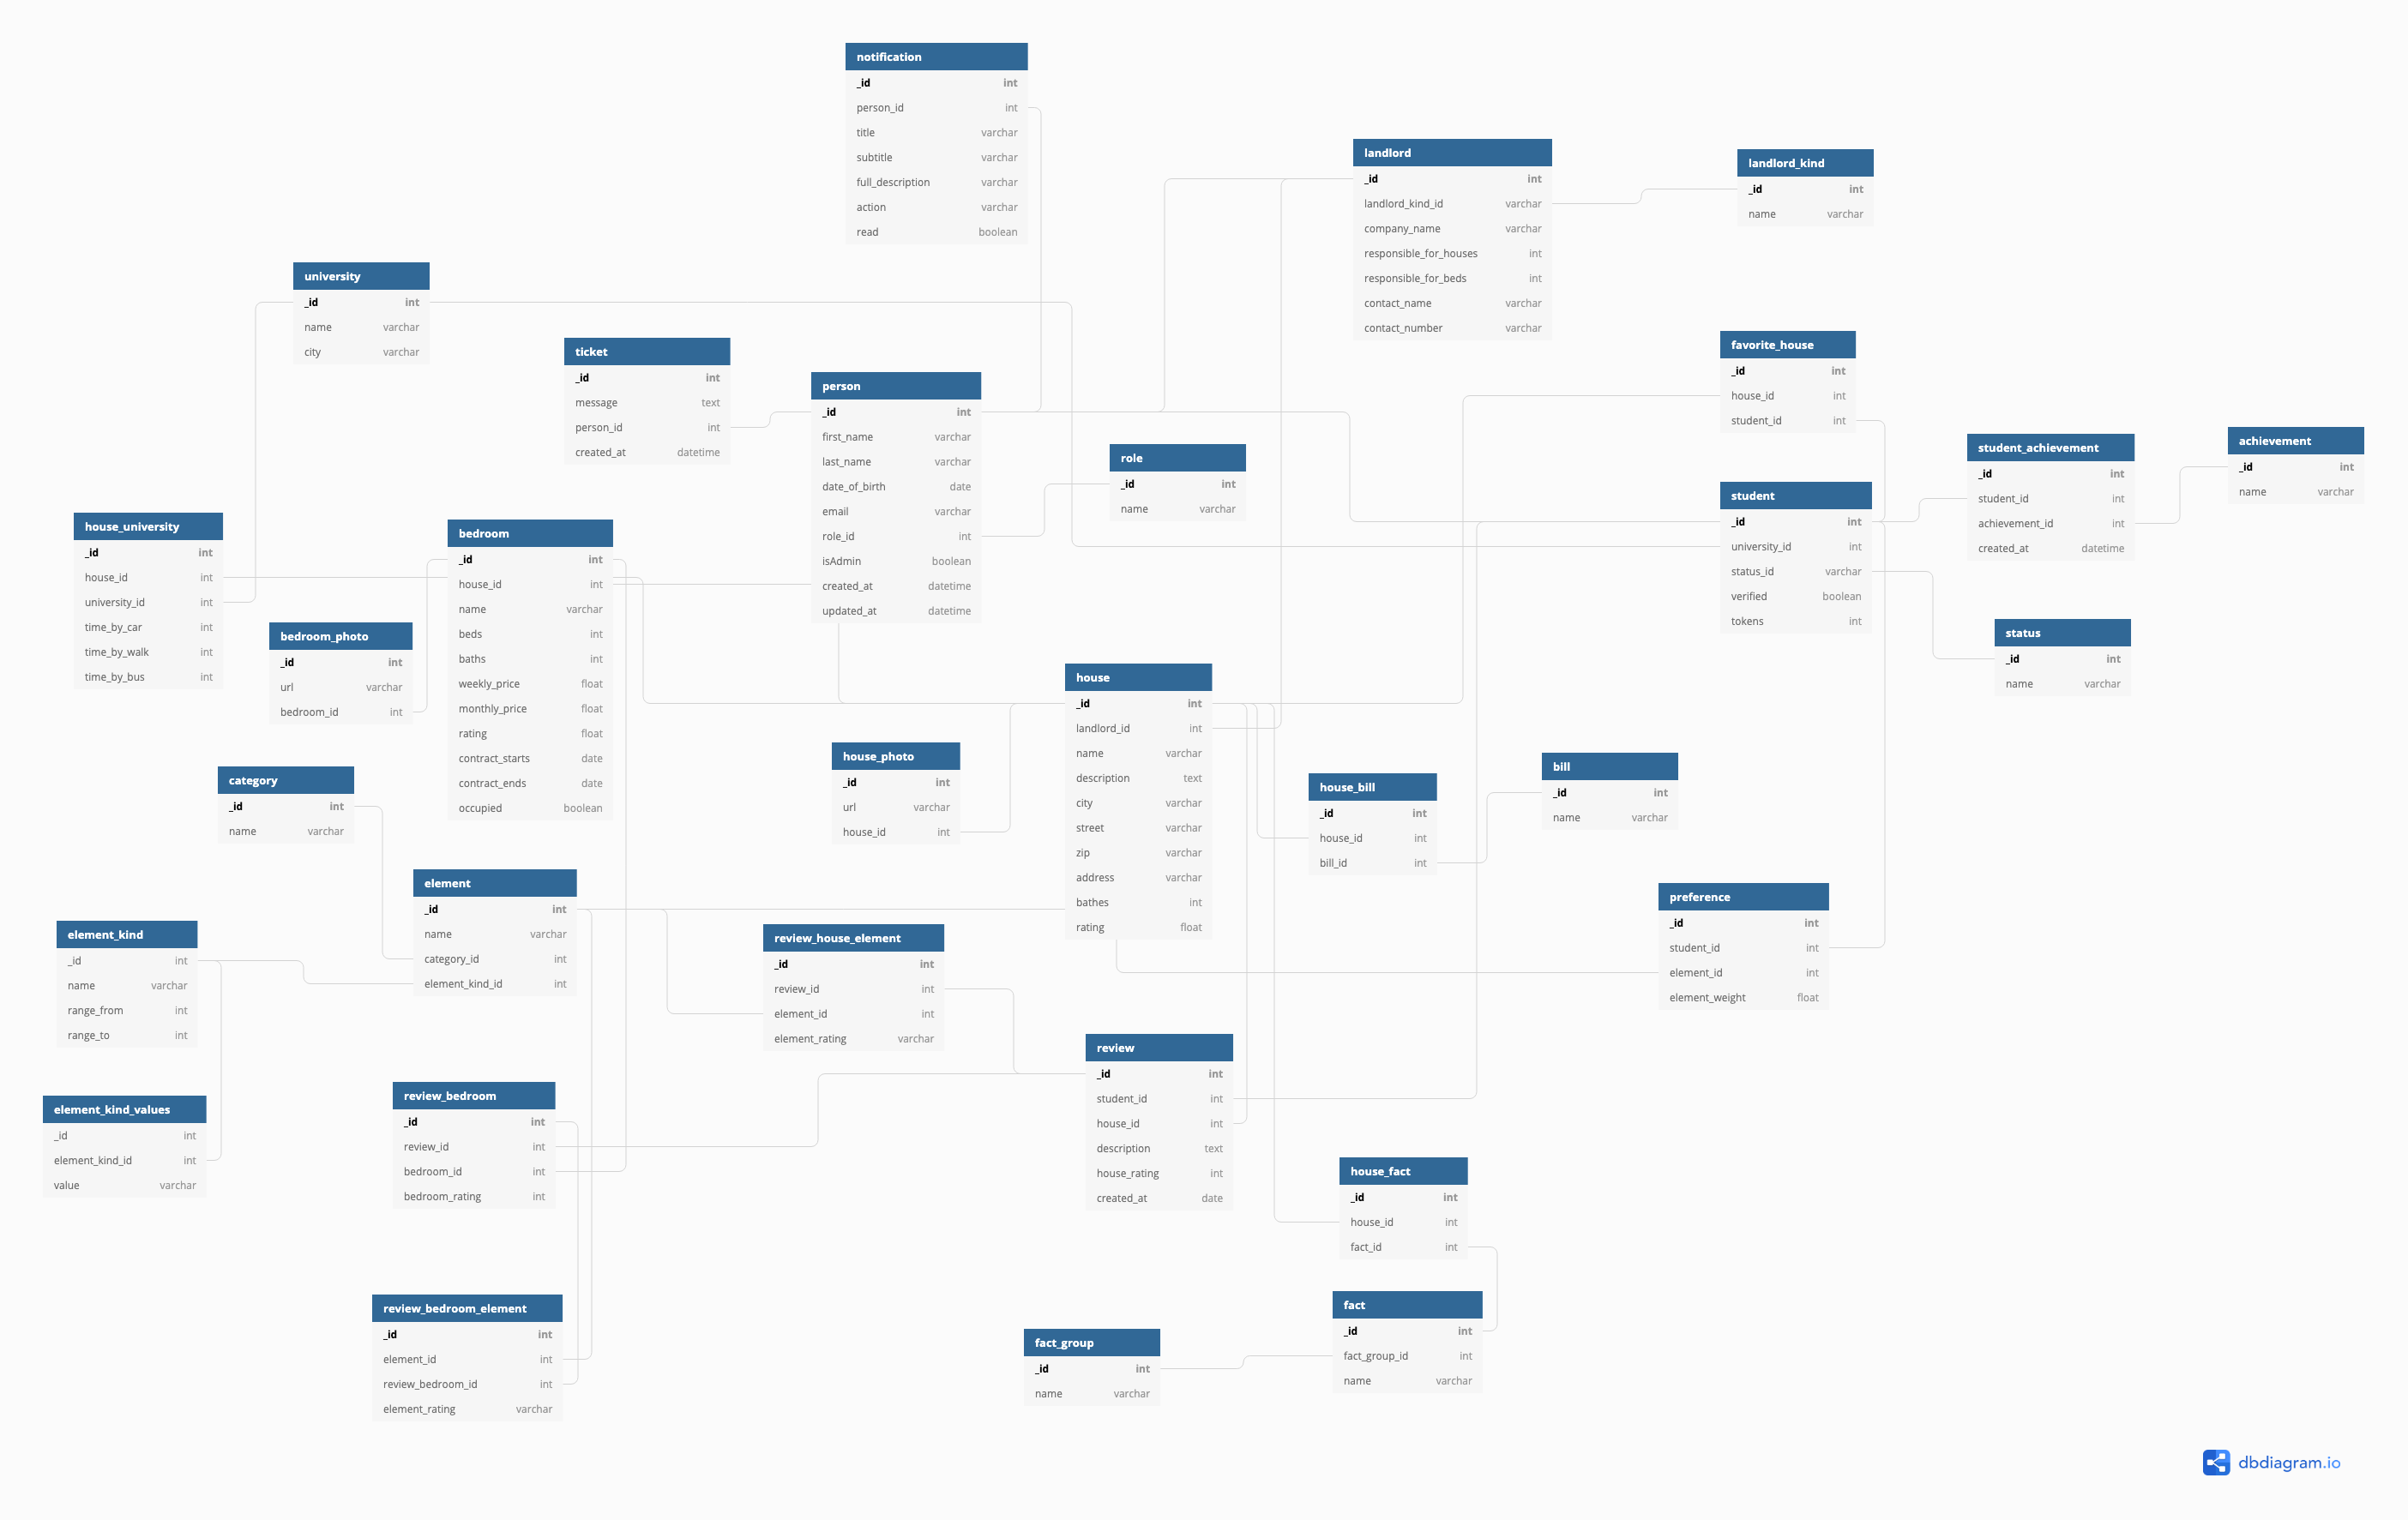 notification
_id int
person_id int
title varchar
subtitle varchar
full_description varchar
action varchar
read boolean
landlord
_id int
landlord_kind_id varchar
company_name varchar
responsible_for_houses int
responsible_for_beds int
contact_name varchar
contact_number varchar
landlord_kind
_id int
name varchar
university
_id int
name varchar
city varchar
ticket
_id int
message text
person_id int
created_at datetime
person
_id int
first_name varchar
last_name varchar
date_of_birth date
email varchar
role_id int
isAdmin boolean
created_at datetime
updated_at datetime
role
_id int
name varchar
favorite_house
_id int
house_id int
student_id int
student_achievement
_id int
student_id int
achievement_id int
created_at datetime
achievement
_id int
name varchar
student
_id int
university_id int
status_id varchar
verified boolean
tokens int
status
_id int
name varchar
house_university
_id int
house_id int
university_id int
time_by_car int
time_by_walk int
time_by_bus int
bedroom
_id int
house_id int
name varchar
beds int
baths int
weekly_price float
monthly_price float
rating float
contract_starts date
contract_ends date
occupied boolean
bedroom_photo
_id int
url varchar
bedroom_id int
house
_id int
landlord_id int
name varchar
description text
city varchar
street varchar
zip varchar
address varchar
bathes int
rating float
house_photo
_id int
url varchar
house_id int
house_bill
_id int
house_id int
bill_id int
bill
_id int
name varchar
category
_id int
name varchar
element
_id int
name varchar
category_id int
element_kind_id int
element_kind
_id int
name varchar
range_from int
range_to int
review_house_element
_id int
review_id int
element_id int
element_rating varchar
preference
_id int
student_id int
element_id int
element_weight float
element_kind_values
_id int
element_kind_id int
value varchar
review_bedroom
_id int
review_id int
bedroom_id int
bedroom_rating int
review
_id int
student_id int
house_id int
description text
house_rating int
created_at date
house_fact
_id int
house_id int
fact_id int
review_bedroom_element
_id int
element_id int
review_bedroom_id int
element_rating varchar
fact_group
_id int
name varchar
fact
_id int
fact_group_id int
name varchar
dbdiagram.io